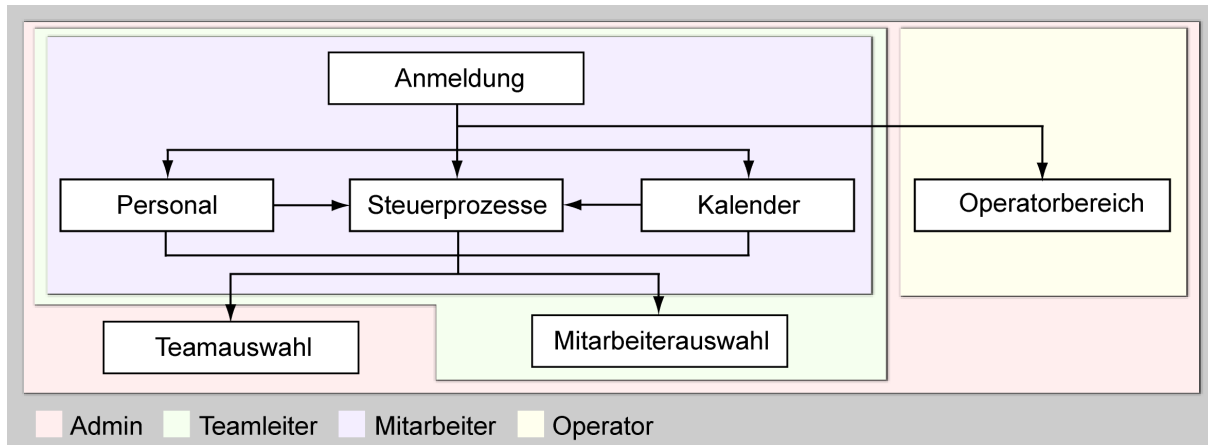 Anmeldung
Personal
Steuerprozesse
Kalender
Operatorbereich
Teamauswahl
Mitarbeiterauswahl
Admin
Teamleiter
Mitarbeiter
Operator